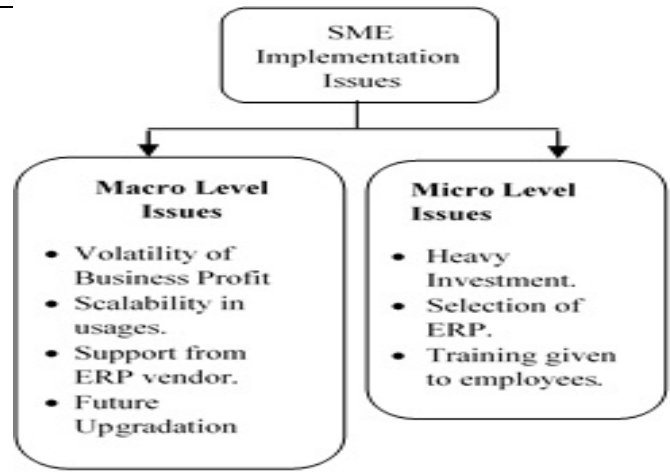 SME
Implementation
Issues
Macro Level
Issues
• Volatility of
Business Profit
• Scalability in
usages.
• Support from
ERP vendor.
• Future
Upgradation
Micro Level
Issues
• Heavy
Investment.
• Selection of
ERP.
• Training given
to employees.